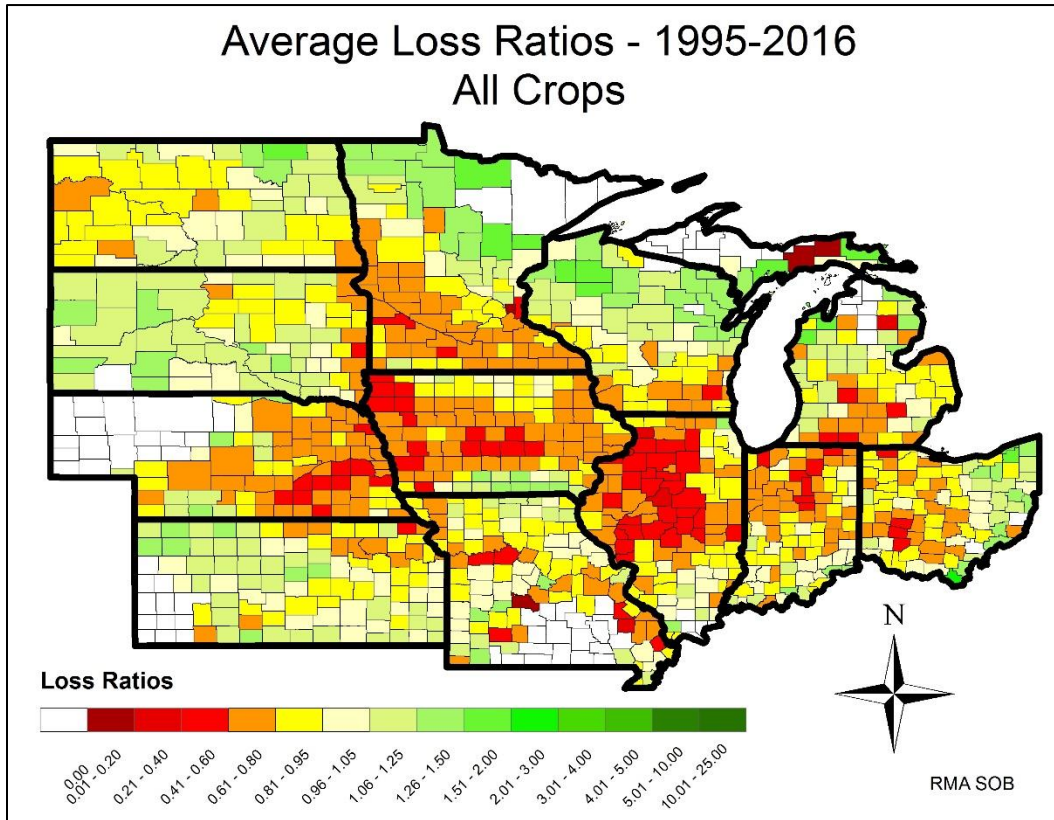 Average Loss Ratios - 1995-2016
All Crops
N
Loss Ratios
0.00
0.01 - 0.20
0.21 - 0.40
0.41 - 0.60
0.61 - 0.80
0.81 - 0.95
0.96 - 1.05
1.06 - 1.25
1.26 - 1.50
1.51 - 2.00
2.01 - 3.00
3.01 - 4.00
4.01 - 5.00
5.01 - 10.00
10.01 - 25.00
RMA SOB